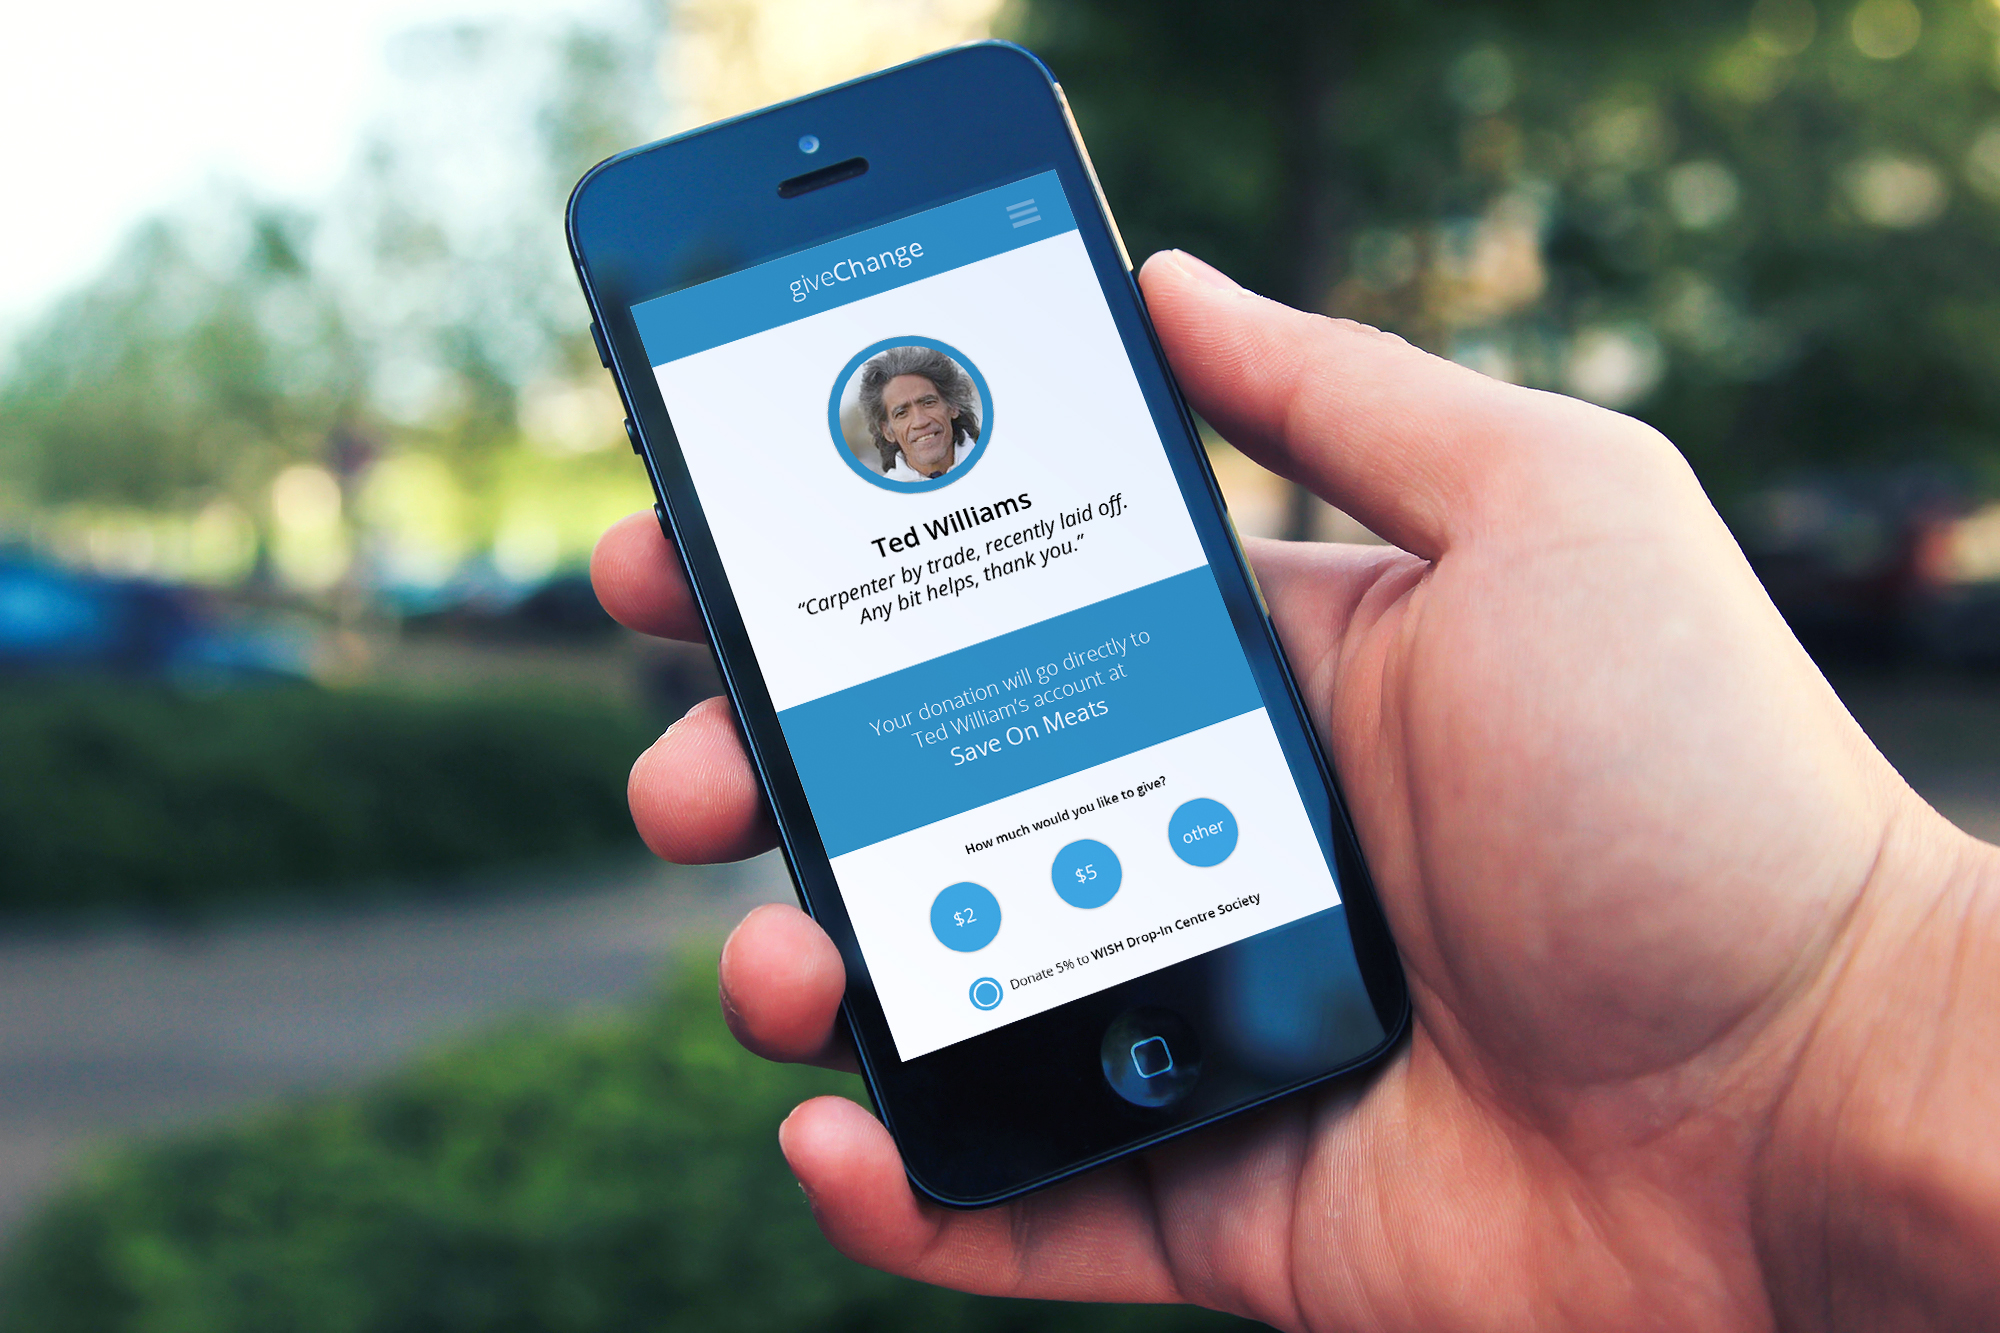 giveChange
Ted Williams
“Carpenter by trade, recently laid off.
Any bit helps, thank you.”
Your donation will go directly to
Ted William's account at
Save On Meats
How much would you like to give?
$2 $5 other
Donate 5% to WISH Drop-In Centre Society